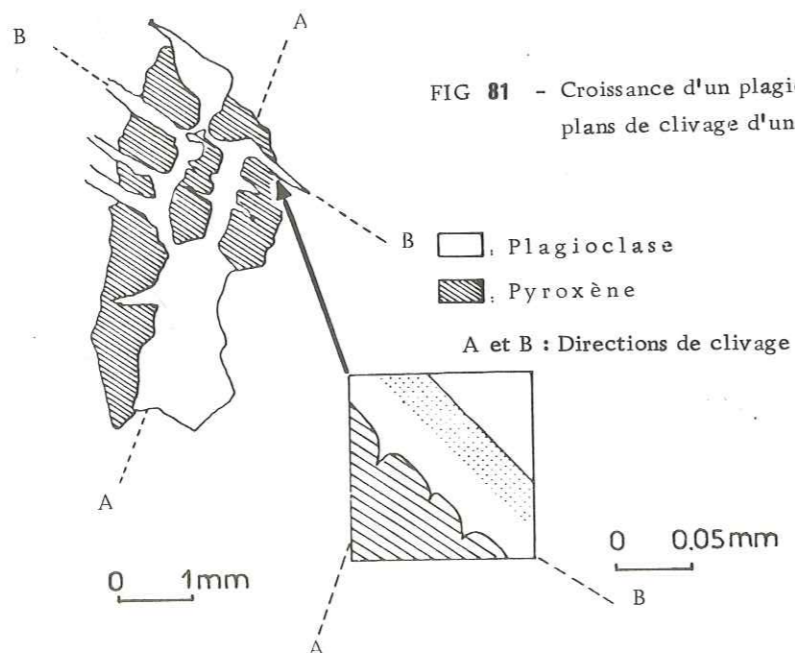 A
B
FIG 81 - Croissance d'un plagi
plans de clivage d'un
B
, Plagioclase
, Pyroxène
A et B : Directions de clivage
A
0 1mm
0 0.05mm
B
A